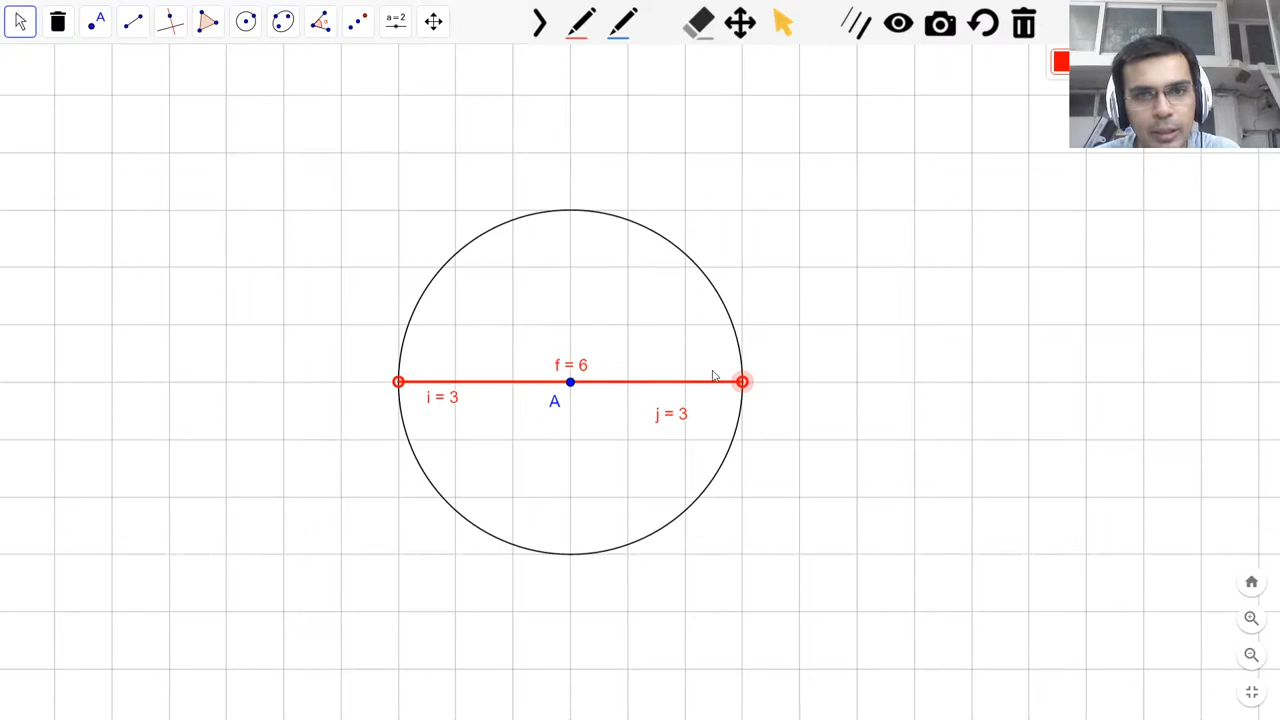 A
a=2
α
f = 6
i = 3
A
j = 3